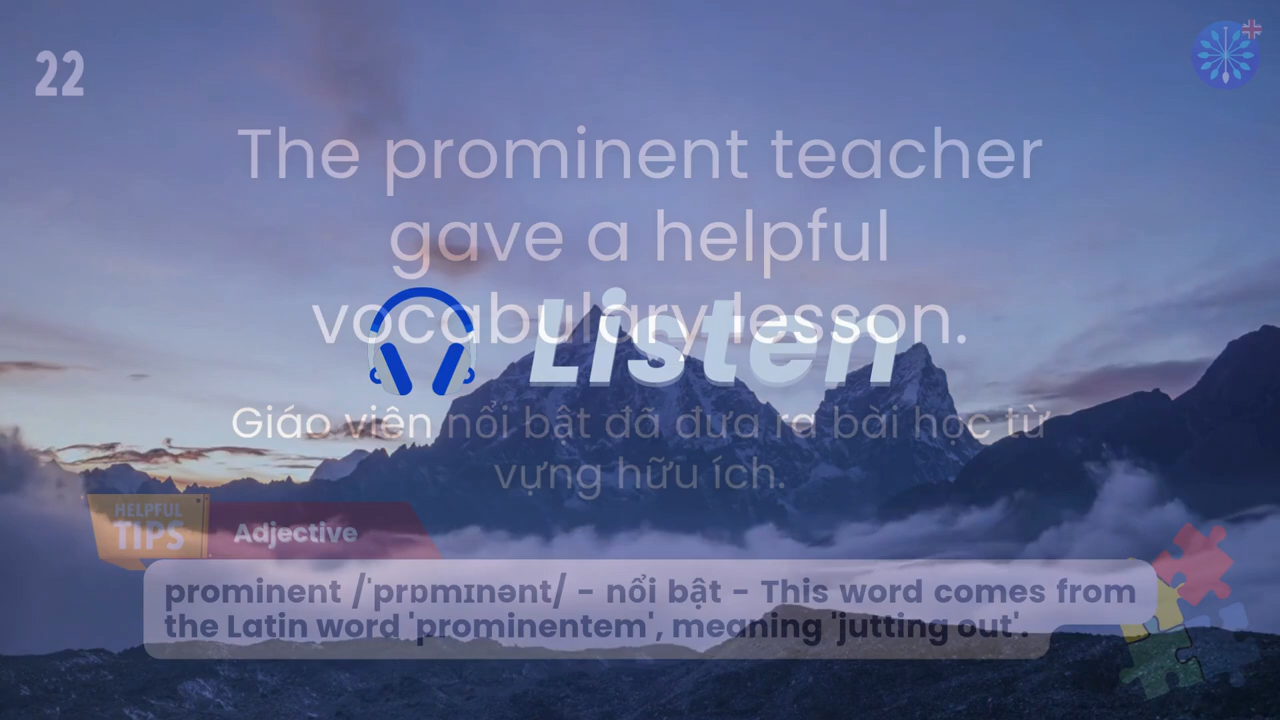 22
The prominent teacher
gave a helpful
vocabulary lesson.
Listen
Giáo viên nổi bật đã đưa ra bài học từ
vựng hữu ích.
HELPFUL
TIPS
Adjective
prominent /ˈprɒmɪnənt/ - nổi bật - This word comes from
the Latin word 'prominentem', meaning 'jutting out'.